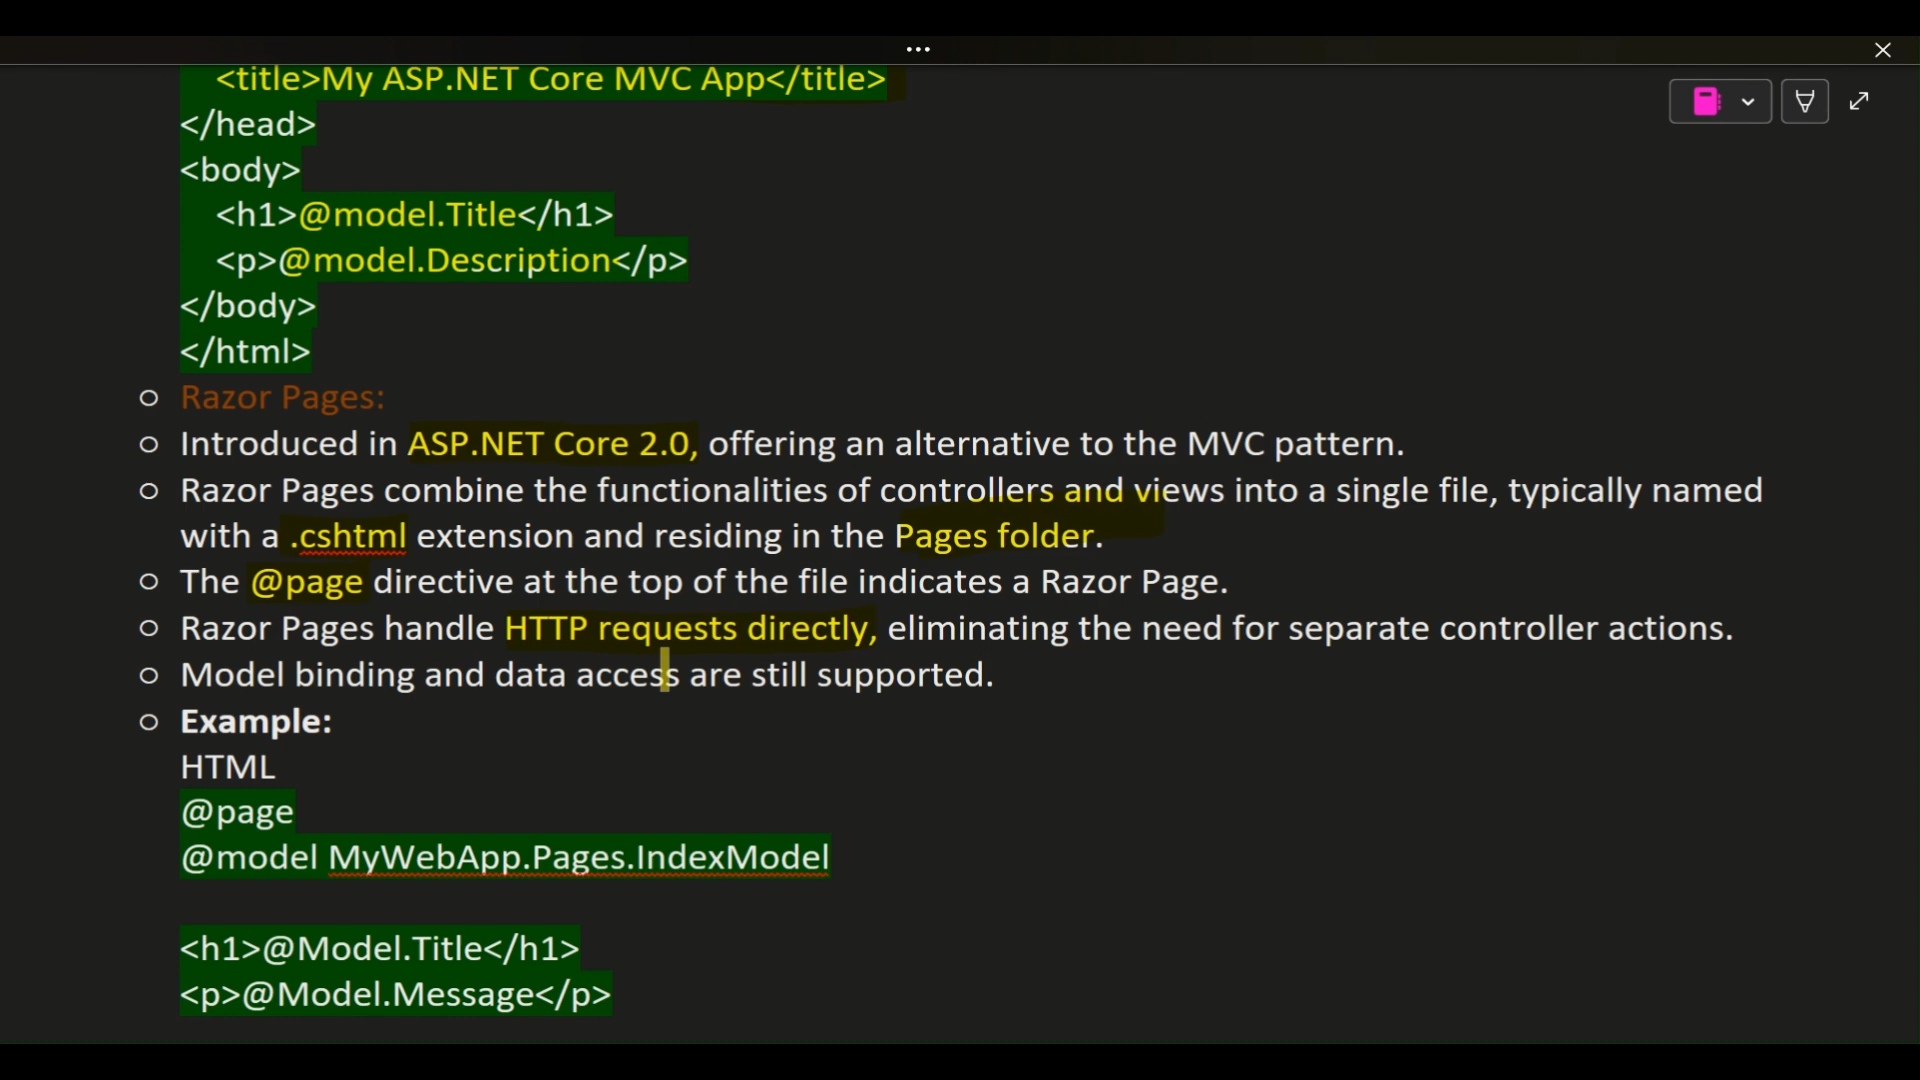 <title>My ASP.NET Core MVC App</title>
</head>
<body>
<h1>@model.Title</h1>
<p>@model.Description</p>
</body>
</html>
Razor Pages:
Introduced in ASP.NET Core 2.0, offering an alternative to the MVC pattern.
Razor Pages combine the functionalities of controllers and views into a single file, typically named
with a .cshtml extension and residing in the Pages folder.
The @page directive at the top of the file indicates a Razor Page.
Razor Pages handle HTTP requests directly, eliminating the need for separate controller actions.
Model binding and data access are still supported.
Example:
HTML
@page
@model MyWebApp.Pages.IndexModel
<h1>@Model.Title</h1>
<p>@Model.Message</p>